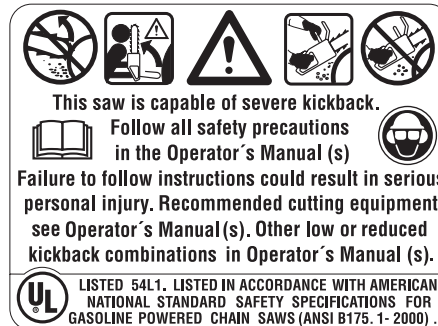 This saw is capable of severe kickback.
Follow all safety precautions
in the Operator´s Manual (s)
Failure to follow instructions could result in serious
personal injury. Recommended cutting equipment
see Operator´s Manual (s). Other low or reduced
kickback combinations in Operator´s Manual (s).
UL
LISTED 54L1. LISTED IN ACCORDANCE WITH AMERICAN
NATIONAL STANDARD SAFETY SPECIFICATIONS FOR
GASOLINE POWERED CHAIN SAWS (ANSI B175. 1- 2000) .